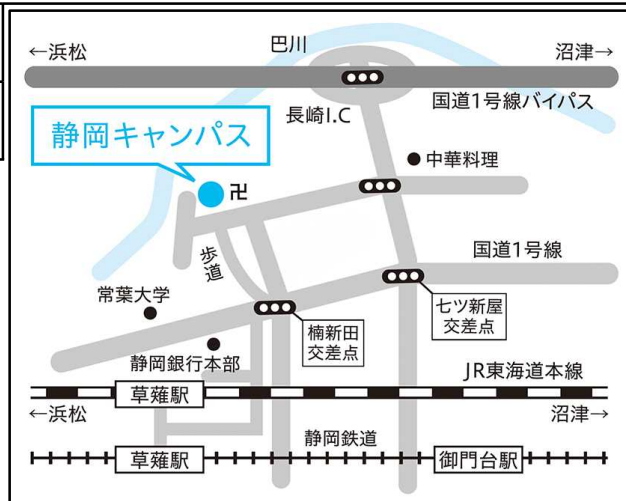 ←浜松
巴川
沼津→
国道1号線バイパス
長崎I.C
静岡キャンパス
中華料理
卍
歩道
国道1号線
常葉大学
七ツ新屋
交差点
楠新田
交差点
静岡銀行本部
JR東海道本線
草薙駅
←浜松
沼津→
静岡鉄道
草薙駅
御門台駅